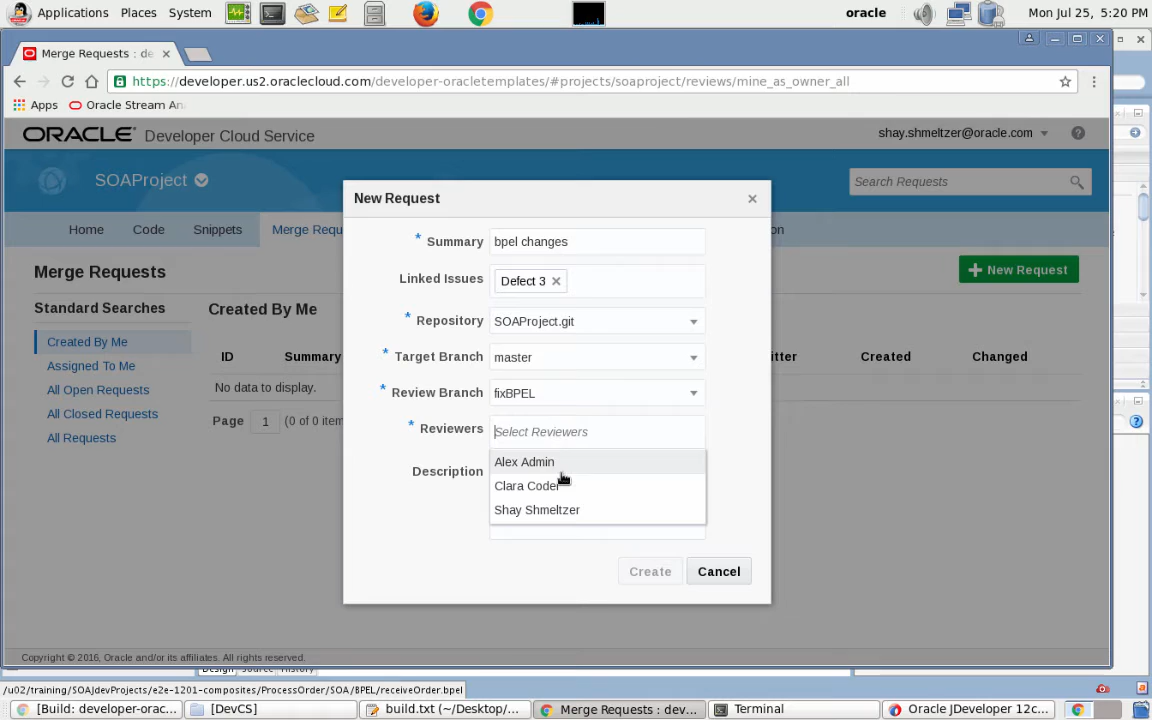 Applications Places System oracle Mon Jul 25, 5:20 PM
Merge Requests : de
https://developer.us2.oraclecloud.com/developer-oracletemplates/#projects/soaproject/reviews/mine_as_owner_all
Apps Oracle Stream An
ORACLE Developer Cloud Service shay.shmeltzer@oracle.com ?
SOAProject Search Requests
Home Code Snippets Merge Requ on
New Request
* Summary bpel changes
Linked Issues Defect 3
* Repository SOAProject.git
* Target Branch master
* Review Branch fixBPEL
* Reviewers Select Reviewers
Alex Admin
Clara Coder
Shay Shmeltzer
Description
Create Cancel
Merge Requests + New Request
Standard Searches Created By Me
Created By Me
Assigned To Me
All Open Requests
All Closed Requests
All Requests
ID Summary itter Created Changed
No data to display.
Page 1 (0 of 0 item
Copyright © 2016, Oracle and/or its affiliates. All rights reserved.
Design Source History
/u02/training/SOAJdevProjects/e2e-1201-composites/ProcessOrder/SOA/BPEL/receiveOrder.bpel
[Build: developer-orac... [DevCS] build.txt (~/Desktop/... Merge Requests : dev... Terminal Oracle JDeveloper 12c...